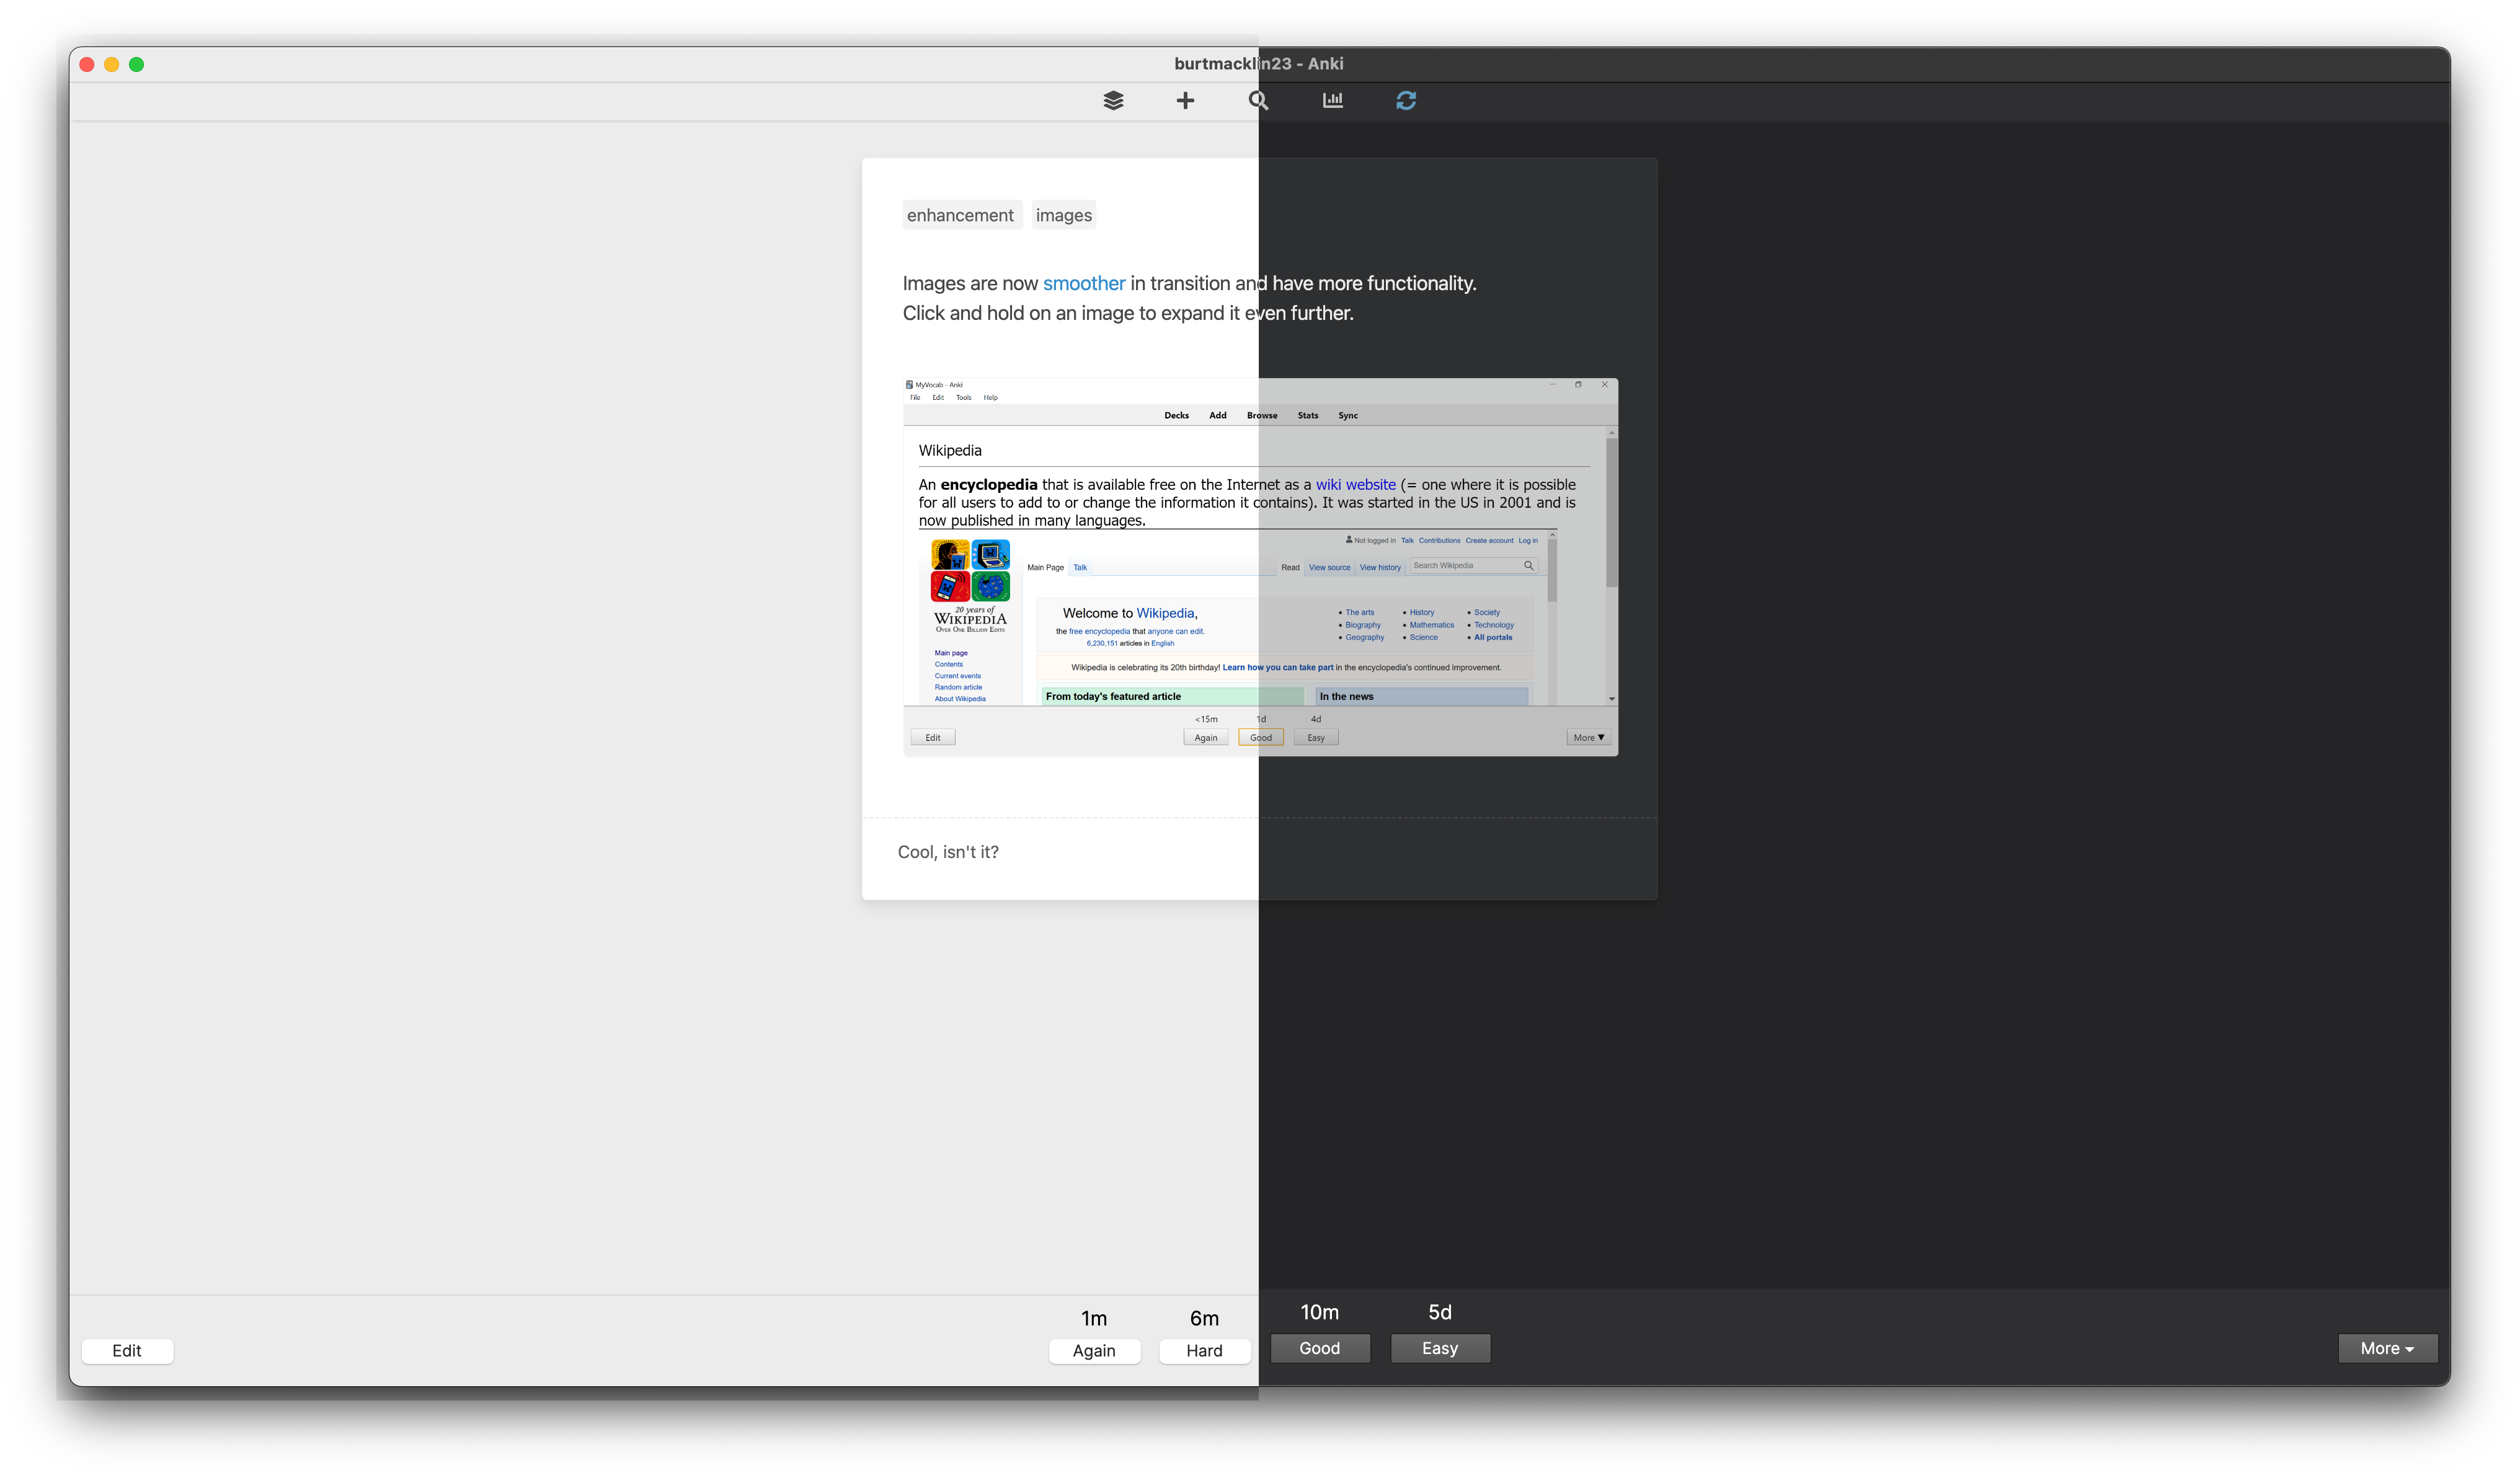 burtmacklin23 - Anki
enhancement images
Images are now smoother in transition and have more functionality.
Click and hold on an image to expand it even further.
MyVocab - Anki
File Edit Tools Help
Decks Add Browse Stats Sync
Wikipedia
An encyclopedia that is available free on the Internet as a wiki website (= one where it is possible
for all users to add to or change the information it contains). It was started in the US in 2001 and is
now published in many languages.
Not logged in Talk Contributions Create account Log in
Main Page Talk Read View source View history Search Wikipedia
20 years of
WIKIPEDIA
OVER ONE BILLION EDITS
Welcome to Wikipedia,
the free encyclopedia that anyone can edit.
6,230,151 articles in English
The arts History Society
Biography Mathematics Technology
Geography Science All portals
Main page
Contents
Current events
Random article
About Wikipedia
Wikipedia is celebrating its 20th birthday! Learn how you can take part in the encyclopedia's continued improvement.
From today's featured article In the news
<15m 1d 4d
Edit Again Good Easy More ▼
Cool, isn't it?
1m 6m 10m 5d
Edit Again Hard Good Easy More